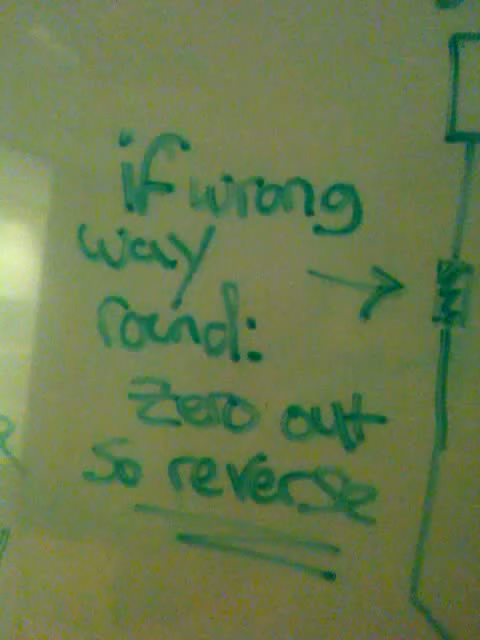 if wrong
way
round:
zero out
so reverse